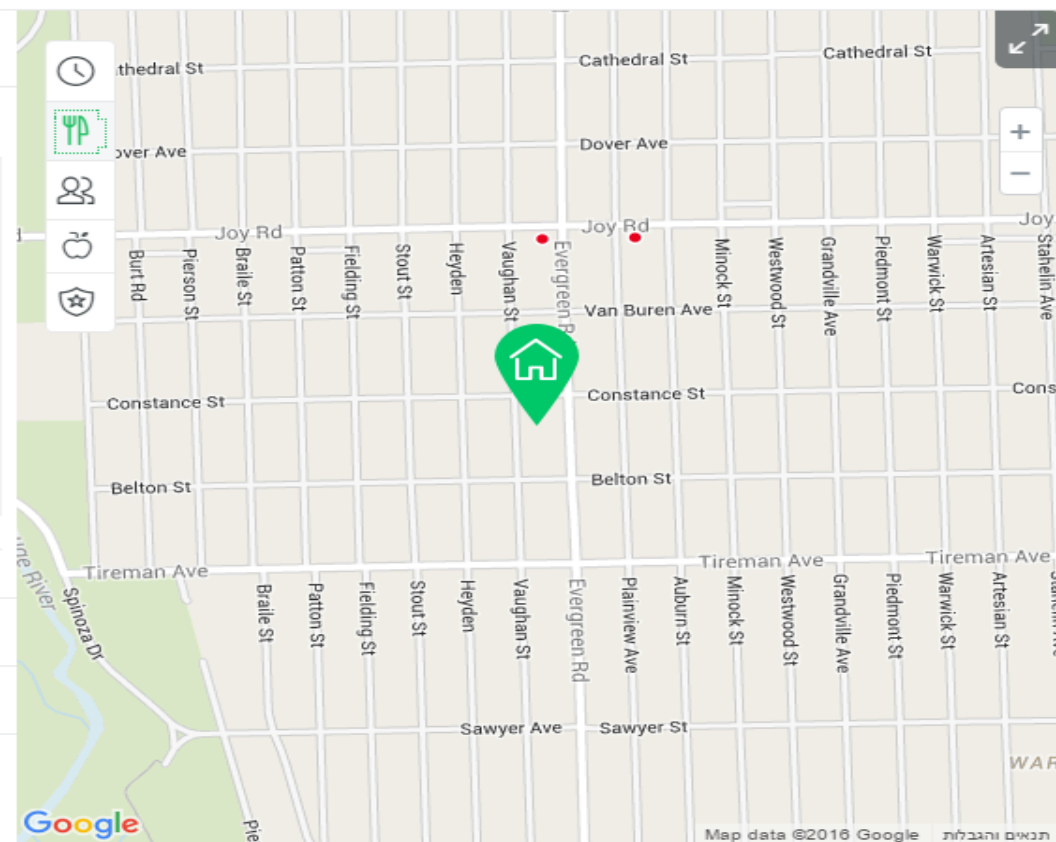 Cathedral St
Cathedral St
thedral St
Dover Ave
over Ave
Joy Rd
Joy Rd
Joy
Burt Rd
Pierson St
Braile St
Patton St
Fielding St
Stout St
Heyden
Vaughan St
Evergreen R
Minock St
Westwood St
Grandville Ave
Piedmont St
Warwick St
Artesian St
Stahelin Ave
Van Buren Ave
Constance St
Constance St
Cons
Belton St
Belton St
Tireman Ave
Tireman Ave
Tireman Ave
uge River
Spinoza Dr
Braile St
Patton St
Fielding St
Stout St
Heyden
Vaughan St
Evergreen Rd
Plainview Ave
Auburn St
Minock St
Westwood St
Grandville Ave
Piedmont St
Warwick St
Artesian St
Sawyer Ave
Sawyer St
WAR
Pie
Google
Map data ©2016 Google
תנאים והגבלות